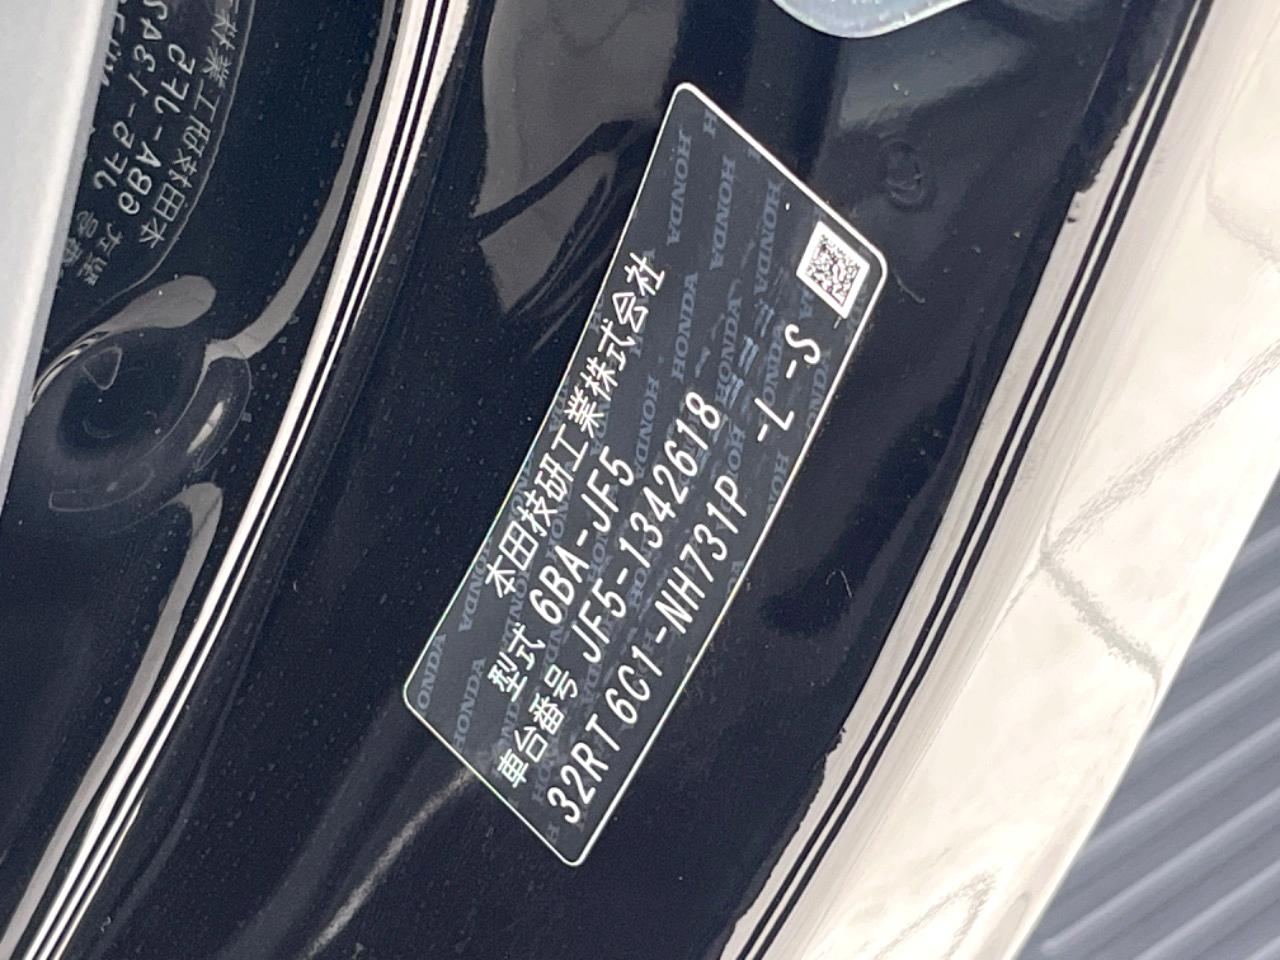 本田技研工業株式会社
型式 6BA-JF5
車台番号 JF5-1342618
32RT6C1-NH731P -L -S